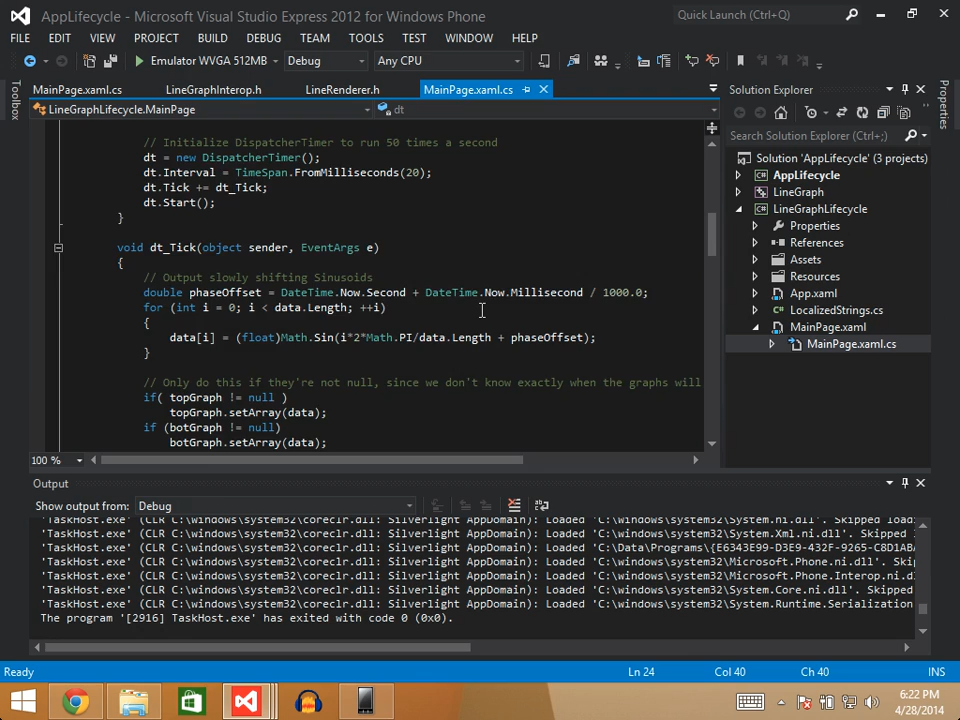 AppLifecycle - Microsoft Visual Studio Express 2012 for Windows Phone
Quick Launch (Ctrl+Q)
FILE EDIT VIEW PROJECT BUILD DEBUG TEAM TOOLS TEST WINDOW HELP
Emulator WVGA 512MB Debug Any CPU
Toolbox
MainPage.xaml.cs LineGraphInterop.h LineRenderer.h MainPage.xaml.cs
LineGraphLifecycle.MainPage dt
// Initialize DispatcherTimer to run 50 times a second
dt = new DispatcherTimer();
dt.Interval = TimeSpan.FromMilliseconds(20);
dt.Tick += dt_Tick;
dt.Start();
}
void dt_Tick(object sender, EventArgs e)
{
// Output slowly shifting Sinusoids
double phaseOffset = DateTime.Now.Second + DateTime.Now.Millisecond / 1000.0;
for (int i = 0; i < data.Length; ++i)
{
data[i] = (float)Math.Sin(i*2*Math.PI/data.Length + phaseOffset);
}
// Only do this if they're not null, since we don't know exactly when the graphs will
if( topGraph != null )
topGraph.setArray(data);
if (botGraph != null)
botGraph.setArray(data);
100 %
Solution Explorer
Search Solution Explorer (Ctrl+;)
Solution 'AppLifecycle' (3 projects)
AppLifecycle
LineGraph
LineGraphLifecycle
Properties
References
Assets
Resources
App.xaml
LocalizedStrings.cs
MainPage.xaml
MainPage.xaml.cs
Properties
Output
Show output from: Debug
'TaskHost.exe' (CLR C:\windows\system32\coreclr.dll: Silverlight AppDomain): Loaded 'C:\windows\system32\System.ni.dll'. Skipped load
'TaskHost.exe' (CLR C:\windows\system32\coreclr.dll: Silverlight AppDomain): Loaded 'C:\windows\system32\System.Xml.ni.dll'. Skipped
'TaskHost.exe' (CLR C:\windows\system32\coreclr.dll: Silverlight AppDomain): Loaded 'C:\Data\Programs\{E6343E99-D3E9-432F-9265-C8D1AB
'TaskHost.exe' (CLR C:\windows\system32\coreclr.dll: Silverlight AppDomain): Loaded 'C:\windows\system32\Microsoft.Phone.ni.dll'. Ski
'TaskHost.exe' (CLR C:\windows\system32\coreclr.dll: Silverlight AppDomain): Loaded 'C:\windows\system32\Microsoft.Phone.Interop.ni.d
'TaskHost.exe' (CLR C:\windows\system32\coreclr.dll: Silverlight AppDomain): Loaded 'C:\windows\system32\System.Core.ni.dll'. Skipped
'TaskHost.exe' (CLR C:\windows\system32\coreclr.dll: Silverlight AppDomain): Loaded 'C:\windows\system32\System.Runtime.Serialization
The program '[2916] TaskHost.exe' has exited with code 0 (0x0).
Ready Ln 24 Col 40 Ch 40 INS
6:22 PM
4/28/2014